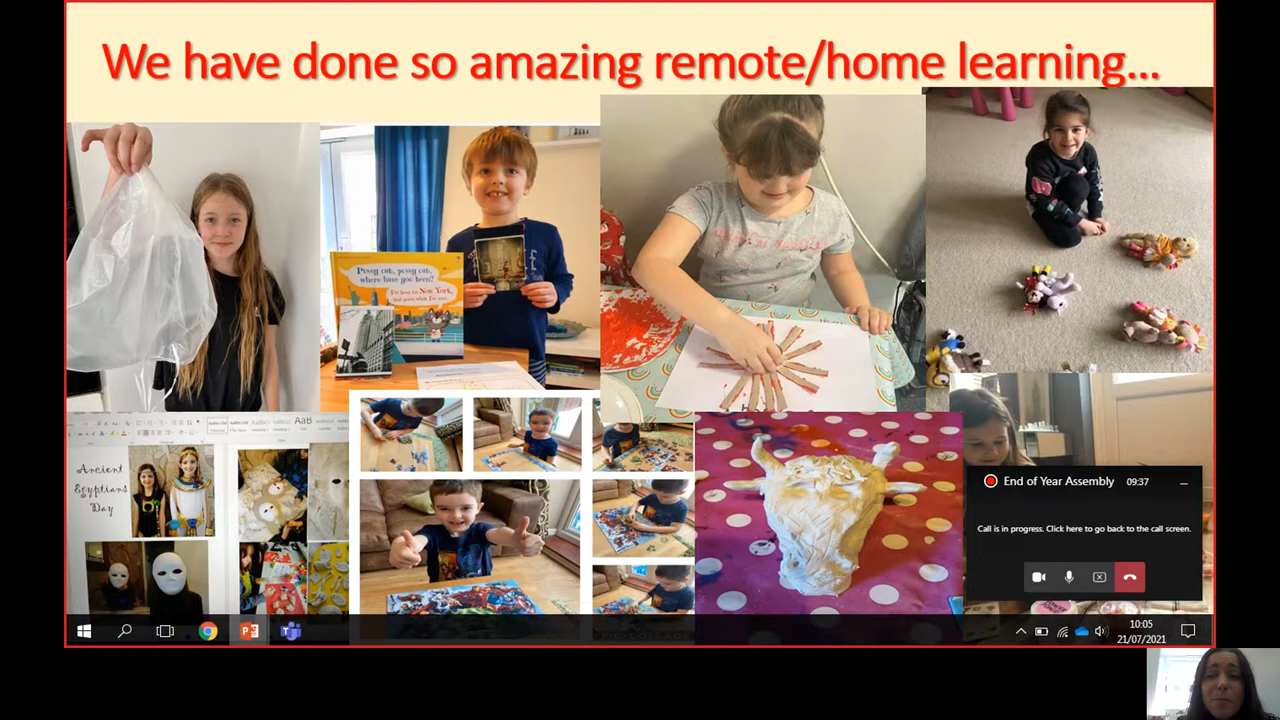 We have done so amazing remote/home learning...
Pussy cat, pussy cat,
where have you been?
I've been to New York,
and guess what I've seen...
Ancient
Egyptians
Day
End of Year Assembly 09:37
Call is in progress. Click here to go back to the call screen.
10:05
21/07/2021